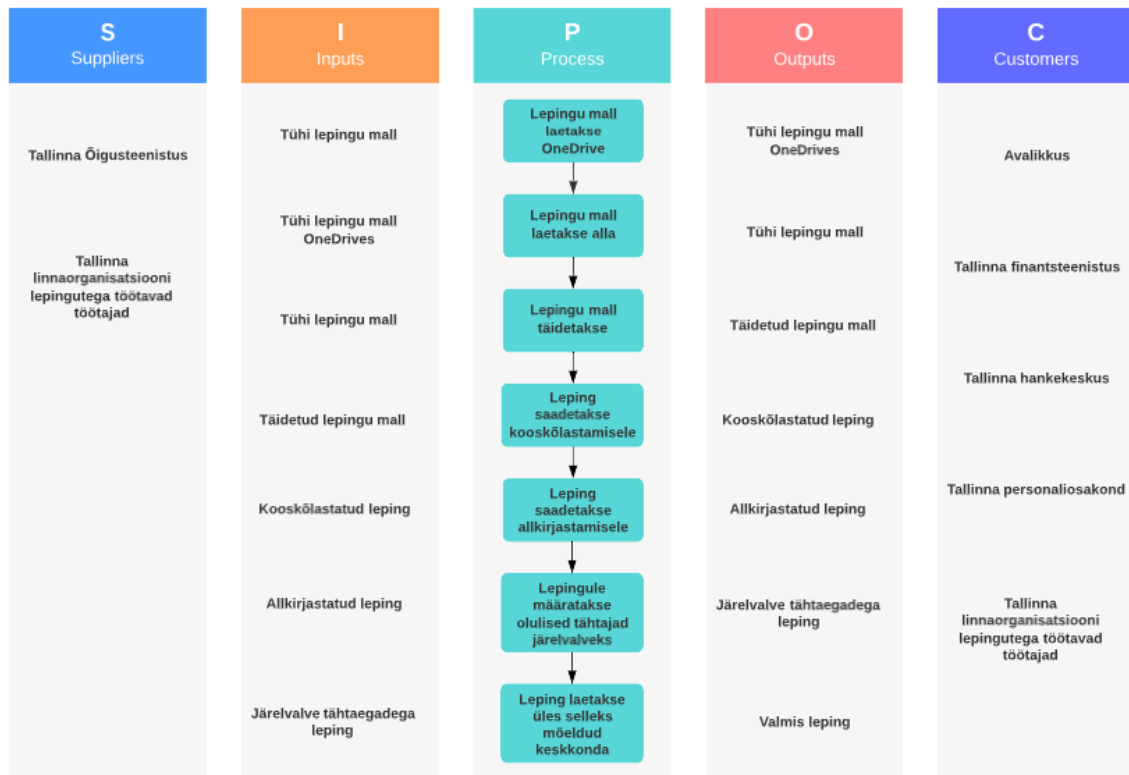 S
Suppliers
Tallinna Õigusteenistus
Tallinna
linnaorganisatsiooni
lepingutega töötavad
töötajad
I
Inputs
Tühi lepingu mall
Tühi lepingu mall
OneDrives
Tühi lepingu mall
Täidetud lepingu mall
Kooskõlastatud leping
Allkirjastatud leping
Järelvalve tähtaegadega
leping
P
Process
Lepingu mall
laetakse
OneDrive
Lepingu mall
laetakse alla
Lepingu mall
täidetakse
Leping
saadetakse
kooskõlastamisele
Leping
saadetakse
allkirjastamisele
Lepingule
määratakse
olulised tähtajad
järelvalveks
Leping laetakse
üles selleks
mõeldud
keskkonda
O
Outputs
Tühi lepingu mall
OneDrives
Tühi lepingu mall
Täidetud lepingu mall
Kooskõlastatud leping
Allkirjastatud leping
Järelvalve tähtaegadega
leping
Valmis leping
C
Customers
Avalikkus
Tallinna finantsteenistus
Tallinna hankekeskus
Tallinna personaliosakond
Tallinna
linnaorganisatsiooni
lepingutega töötavad
töötajad